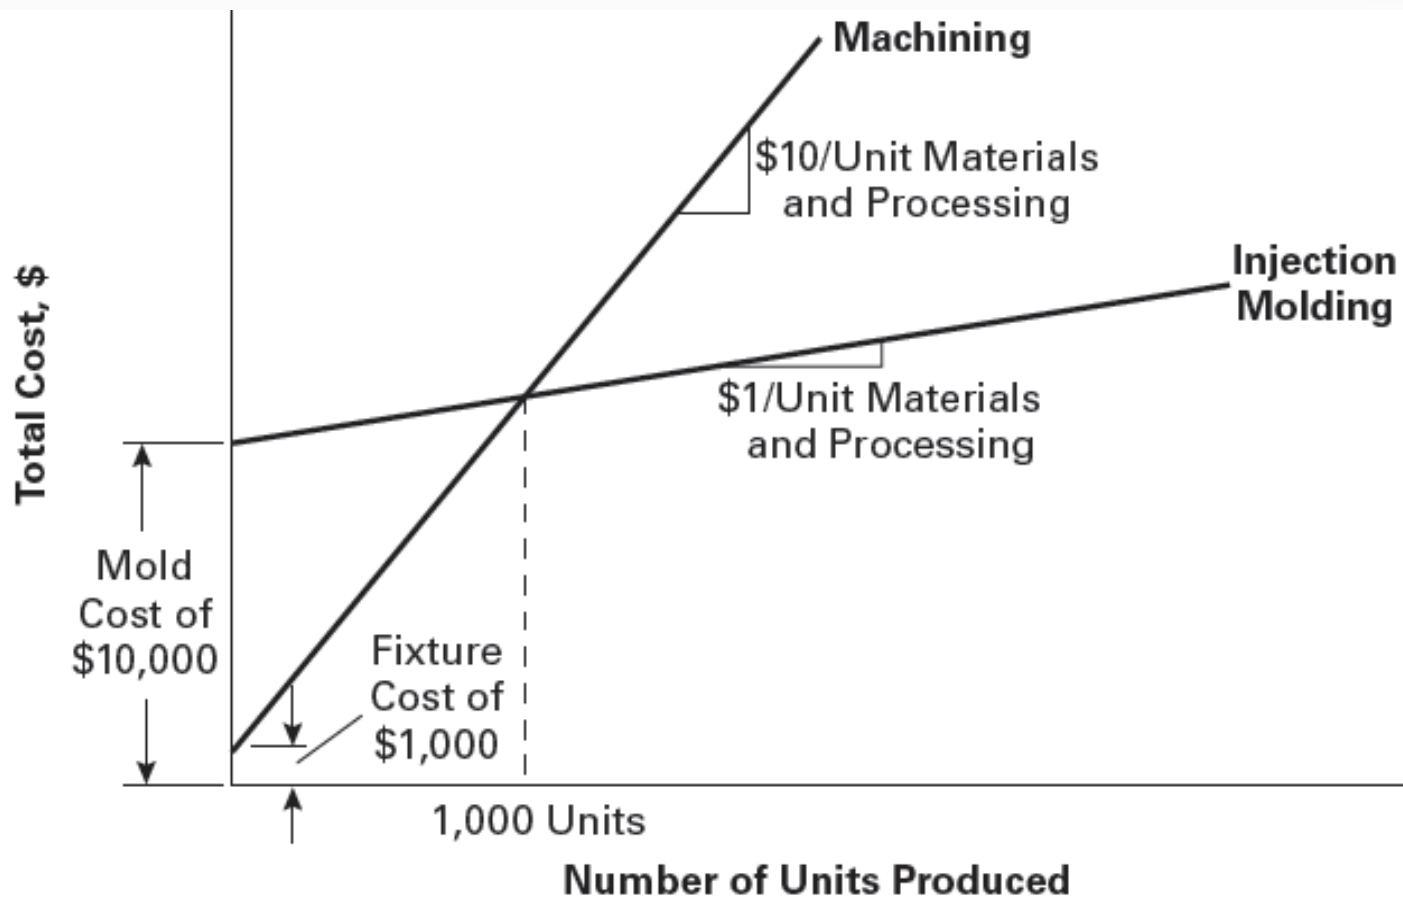 Machining
$10/Unit Materials
and Processing
Injection
Molding
$1/Unit Materials
and Processing
Total Cost, $
Mold
Cost of
$10,000
Fixture
Cost of
$1,000
1,000 Units
Number of Units Produced